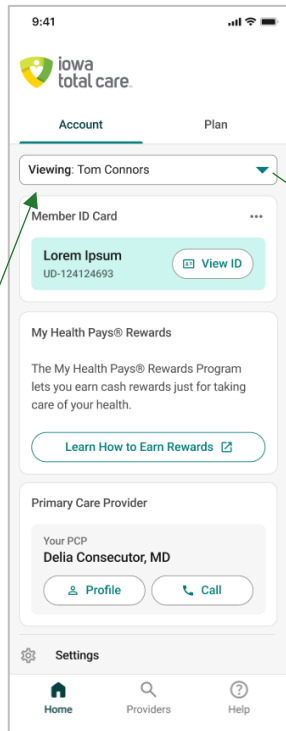 9:41
iowa
total care.
Account Plan
Viewing: Tom Connors
Member ID Card
Lorem Ipsum
UD-124124693
View ID
My Health Pays® Rewards
The My Health Pays® Rewards Program
lets you earn cash rewards just for taking
care of your health.
Learn How to Earn Rewards
Primary Care Provider
Your PCP
Delia Consecutor, MD
Profile Call
Settings
Home Providers Help